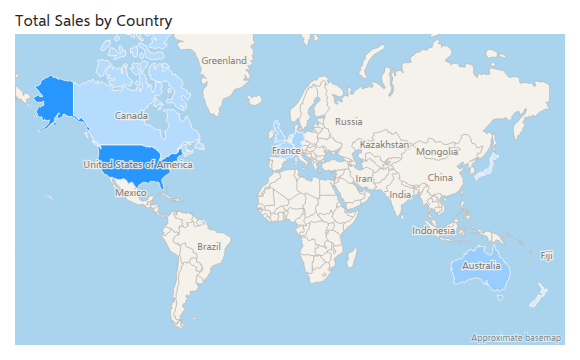 Total Sales by Country
Greenland
Canada
Russia
France
Kazakhstan
Mongolia
United States of America
Iran
China
Mexico
India
Indonesia
Brazil
Fiji
Australia
Approximate basemap